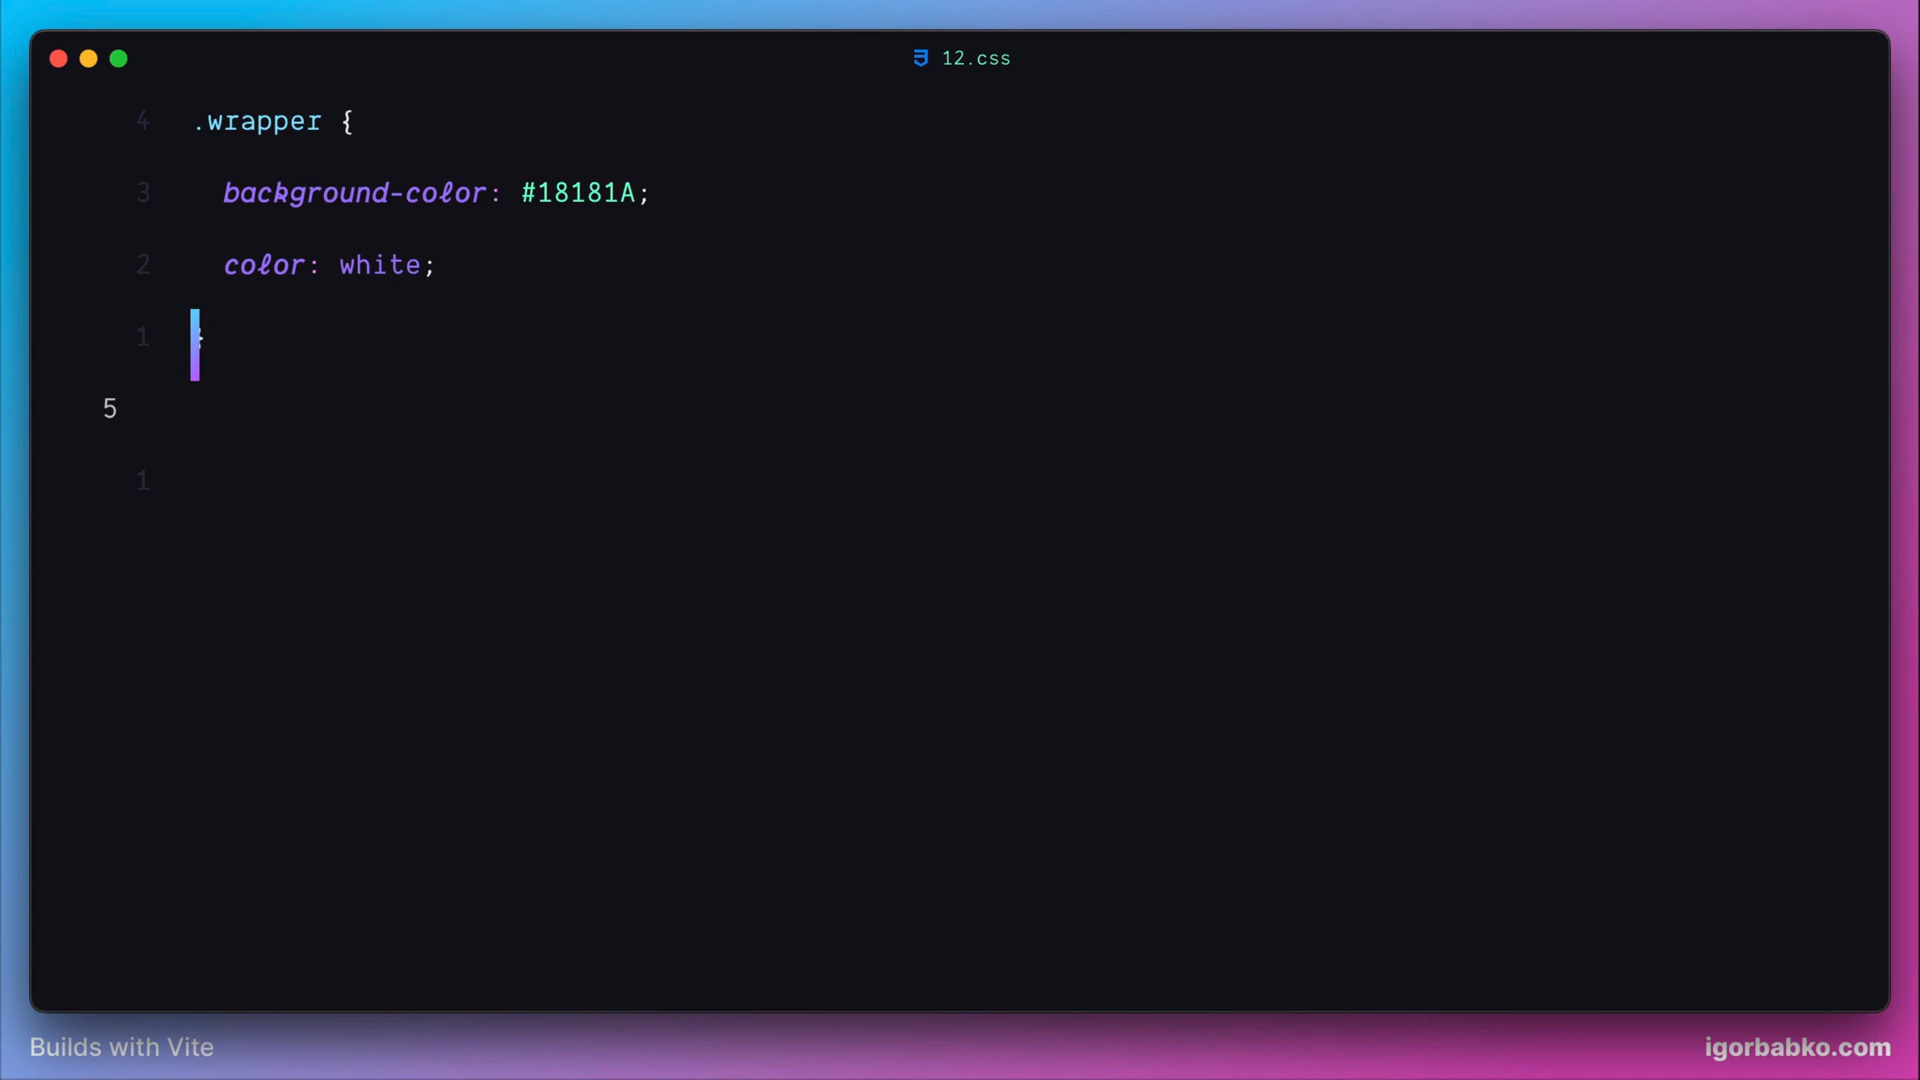 12.css
4 .wrapper {
3 background-color: #18181A;
2 color: white;
1 }
5
1
Builds with Vite
igorbabko.com